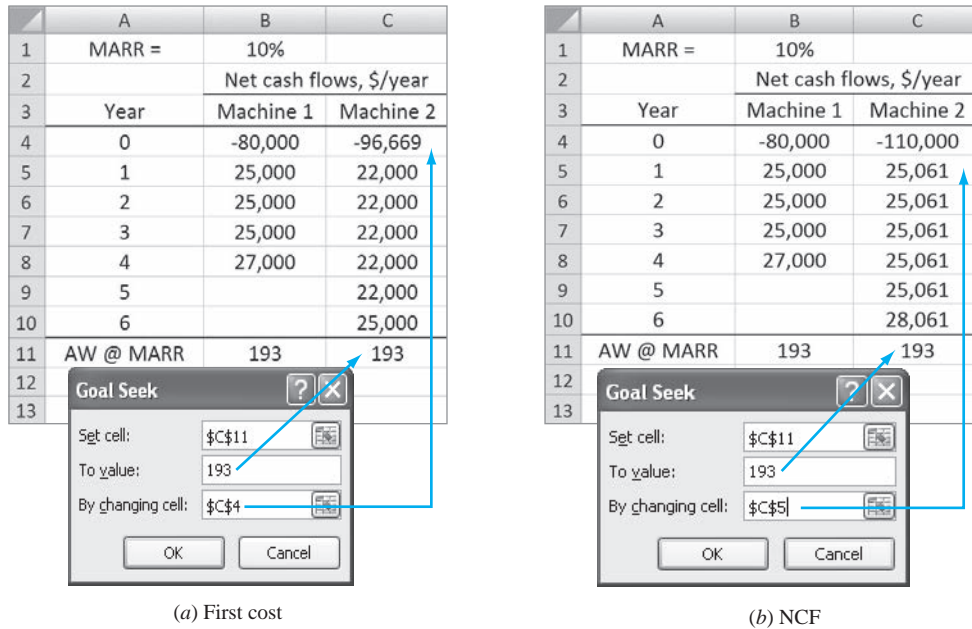 A B C
1 MARR = 10%
2 Net cash flows, $/year
3 Year Machine 1 Machine 2
4 0 -80,000 -96,669
5 1 25,000 22,000
6 2 25,000 22,000
7 3 25,000 22,000
8 4 27,000 22,000
9 5 22,000
10 6 25,000
11 AW @ MARR 193 193
12
13
Goal Seek ?
Set cell: $C$11
To value: 193
By changing cell: $C$4
OK Cancel
(a) First cost
A B C
1 MARR = 10%
2 Net cash flows, $/year
3 Year Machine 1 Machine 2
4 0 -80,000 -110,000
5 1 25,000 25,061
6 2 25,000 25,061
7 3 25,000 25,061
8 4 27,000 25,061
9 5 25,061
10 6 28,061
11 AW @ MARR 193 193
12
13
Goal Seek ?
Set cell: $C$11
To value: 193
By changing cell: $C$5
OK Cancel
(b) NCF